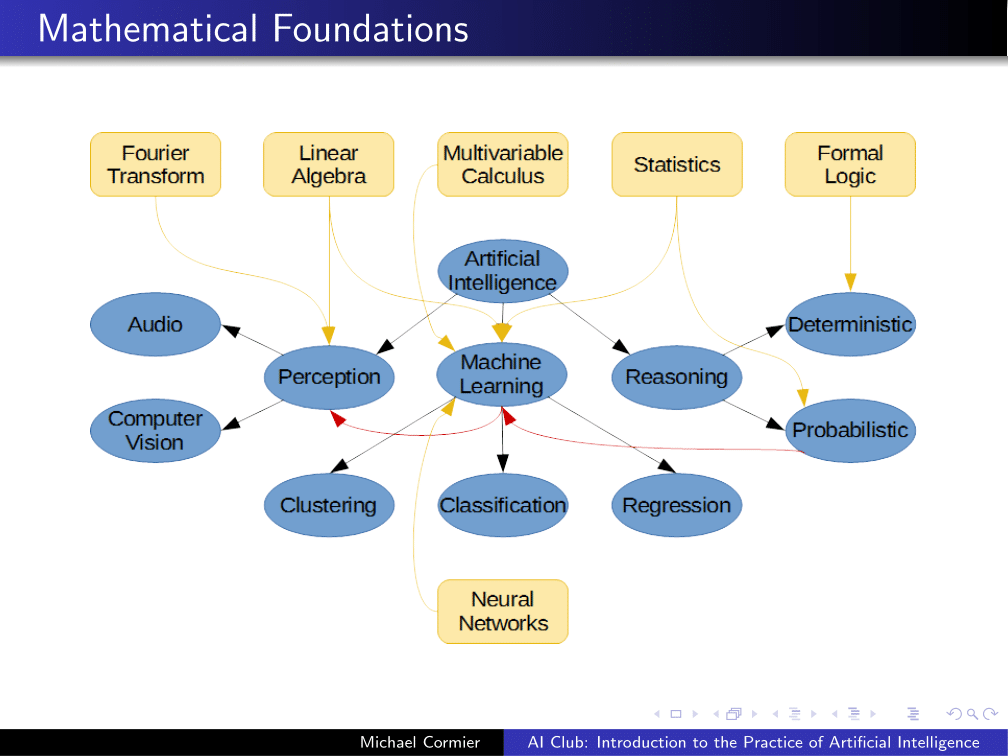 Mathematical Foundations
Fourier
Transform
Linear
Algebra
Multivariable
Calculus
Statistics
Formal
Logic
Artificial
Intelligence
Audio
Deterministic
Perception
Machine
Learning
Reasoning
Computer
Vision
Probabilistic
Clustering
Classification
Regression
Neural
Networks
Michael Cormier
AI Club: Introduction to the Practice of Artificial Intelligence